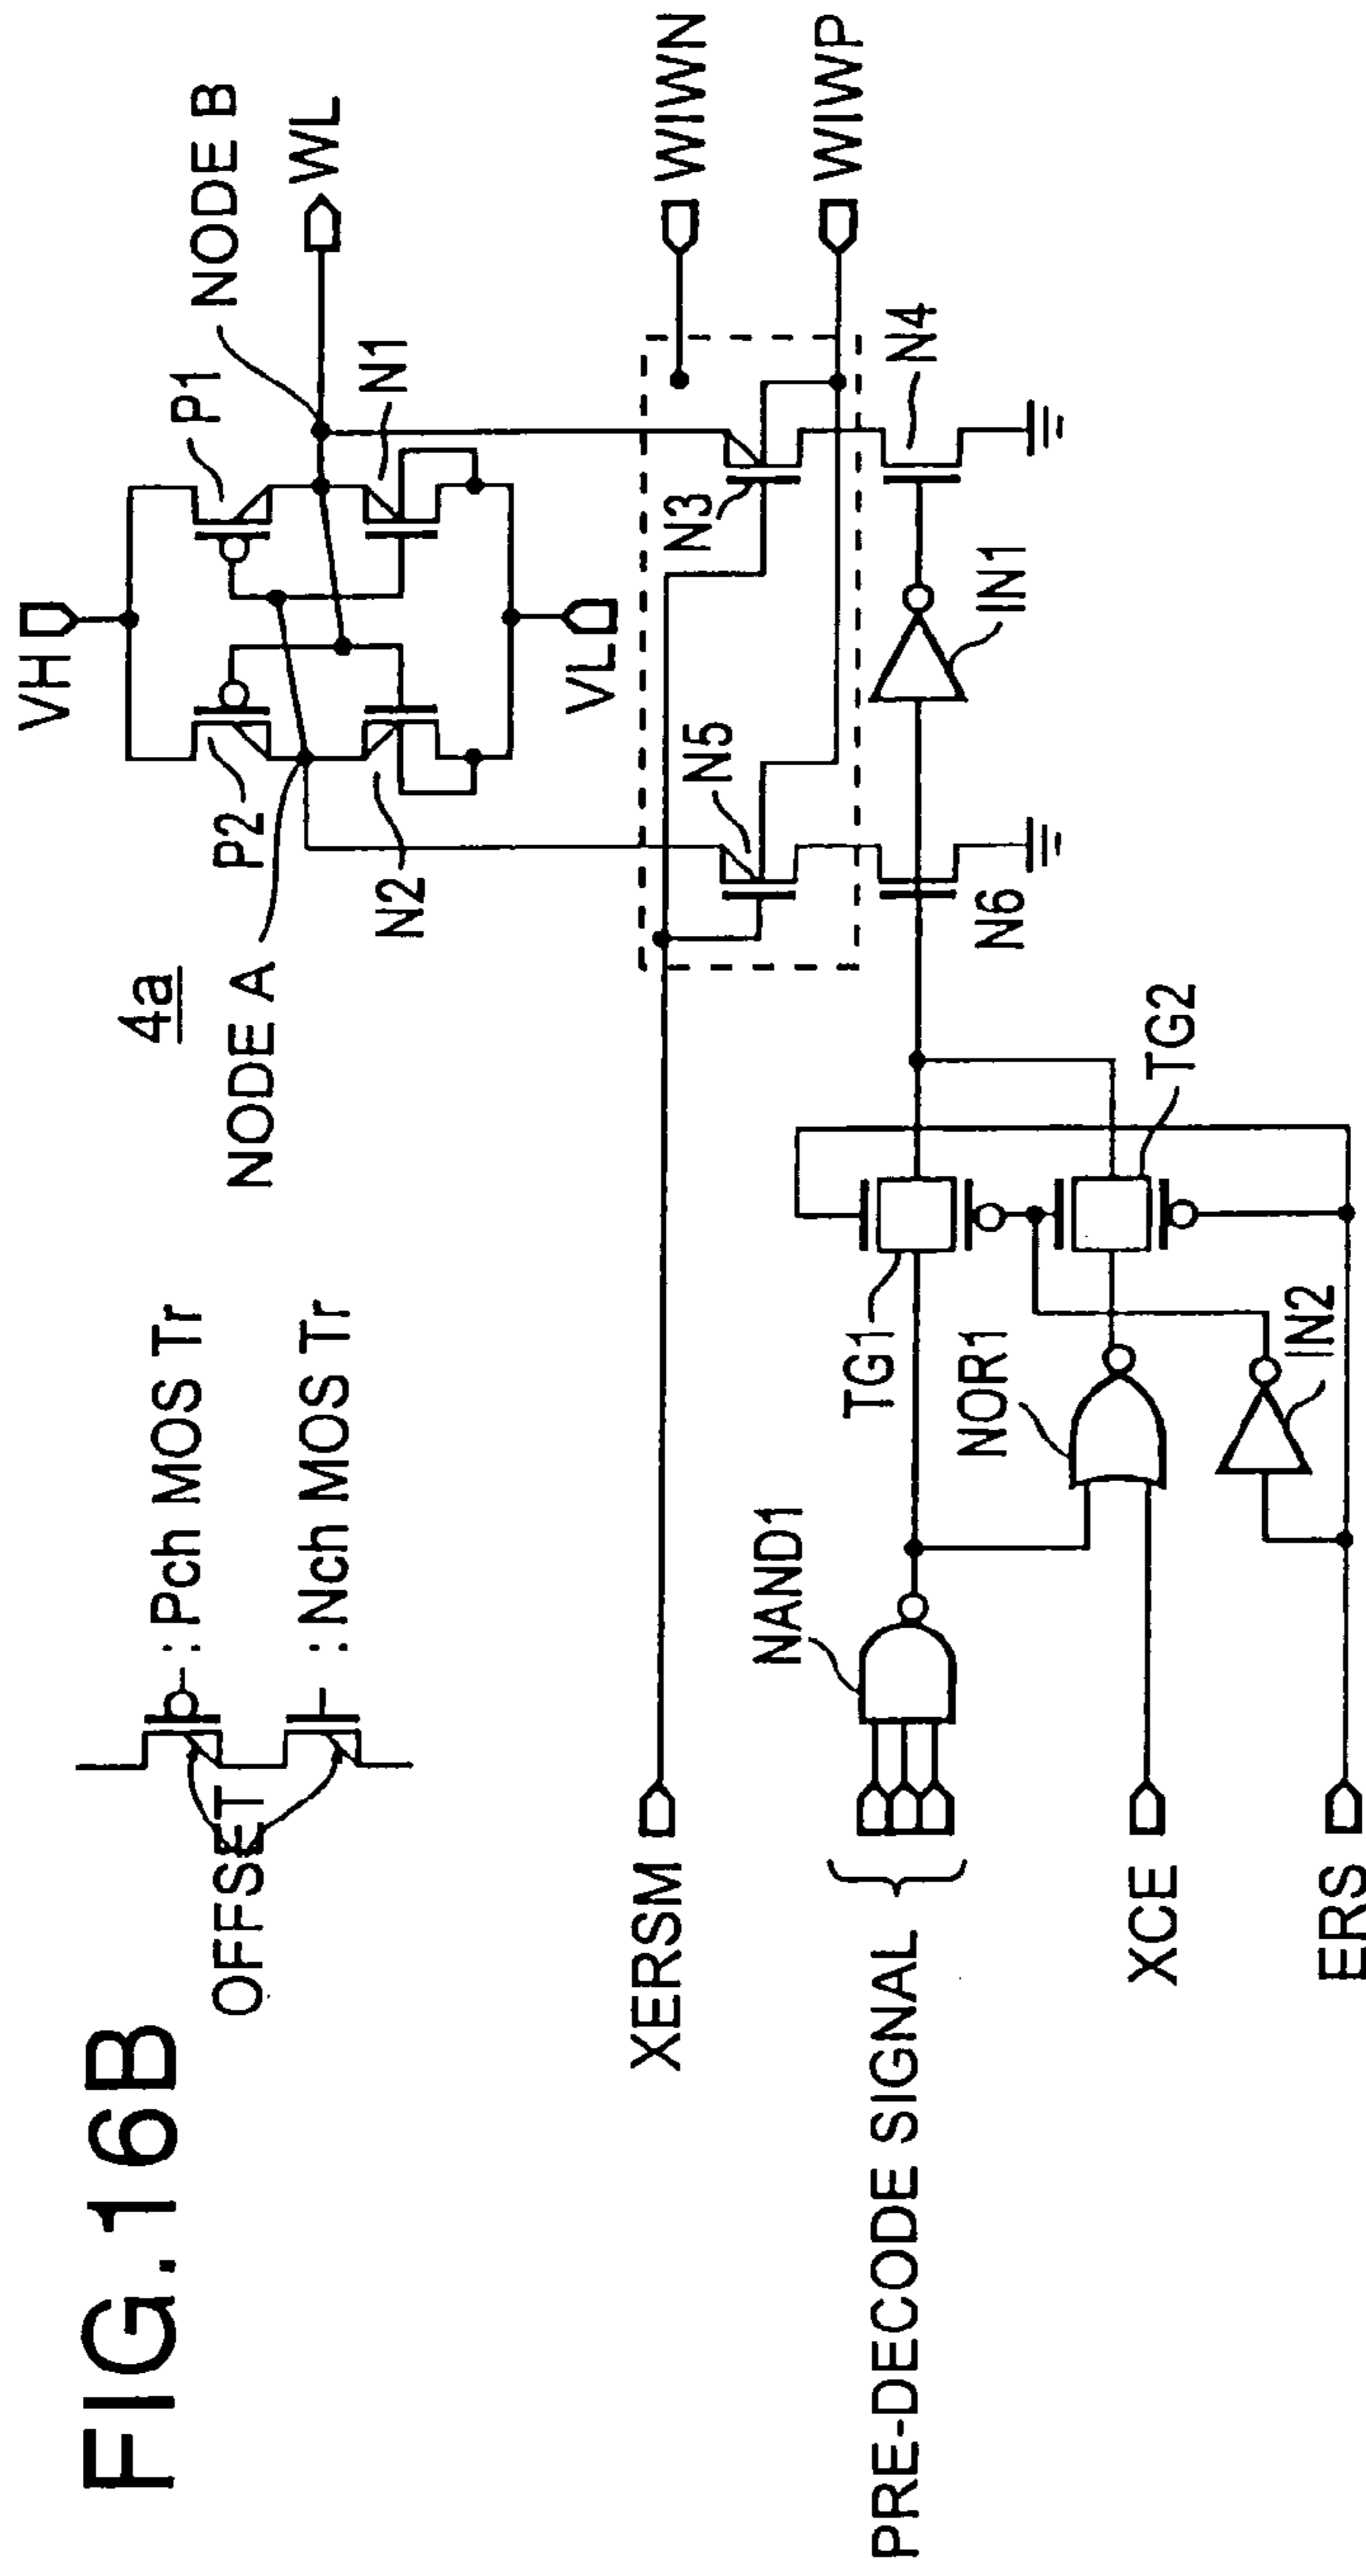 FIG.16B
OFFSET
:Pch MOS Tr
:Nch MOS Tr
4a
VH
P2
P1
NODE A
NODE B
WL
N2
N1
VL
XERSM
N5
N3
WIWN
WIWP
PRE-DECODE SIGNAL
NAND1
TG1
N6
IN1
N4
NOR1
TG2
XCE
IN2
ERS